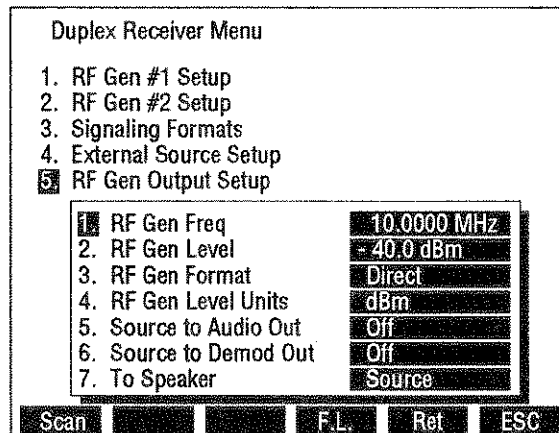 Duplex Receiver Menu
1. RF Gen #1 Setup
2. RF Gen #2 Setup
3. Signaling Formats
4. External Source Setup
5. RF Gen Output Setup
1. RF Gen Freq 10.0000 MHz
2. RF Gen Level - 40.0 dBm
3. RF Gen Format Direct
4. RF Gen Level Units dBm
5. Source to Audio Out Off
6. Source to Demod Out Off
7. To Speaker Source
Scan F.L. Ret ESC